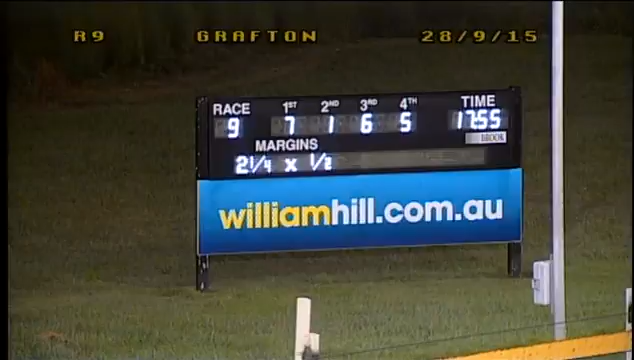 R9 GRAFTON 28/9/15
RACE 1ST 2ND 3RD 4TH TIME
9 7 1 6 5 17.55
BROOK
MARGINS
2 1/4 x 1/2
williamhill.com.au